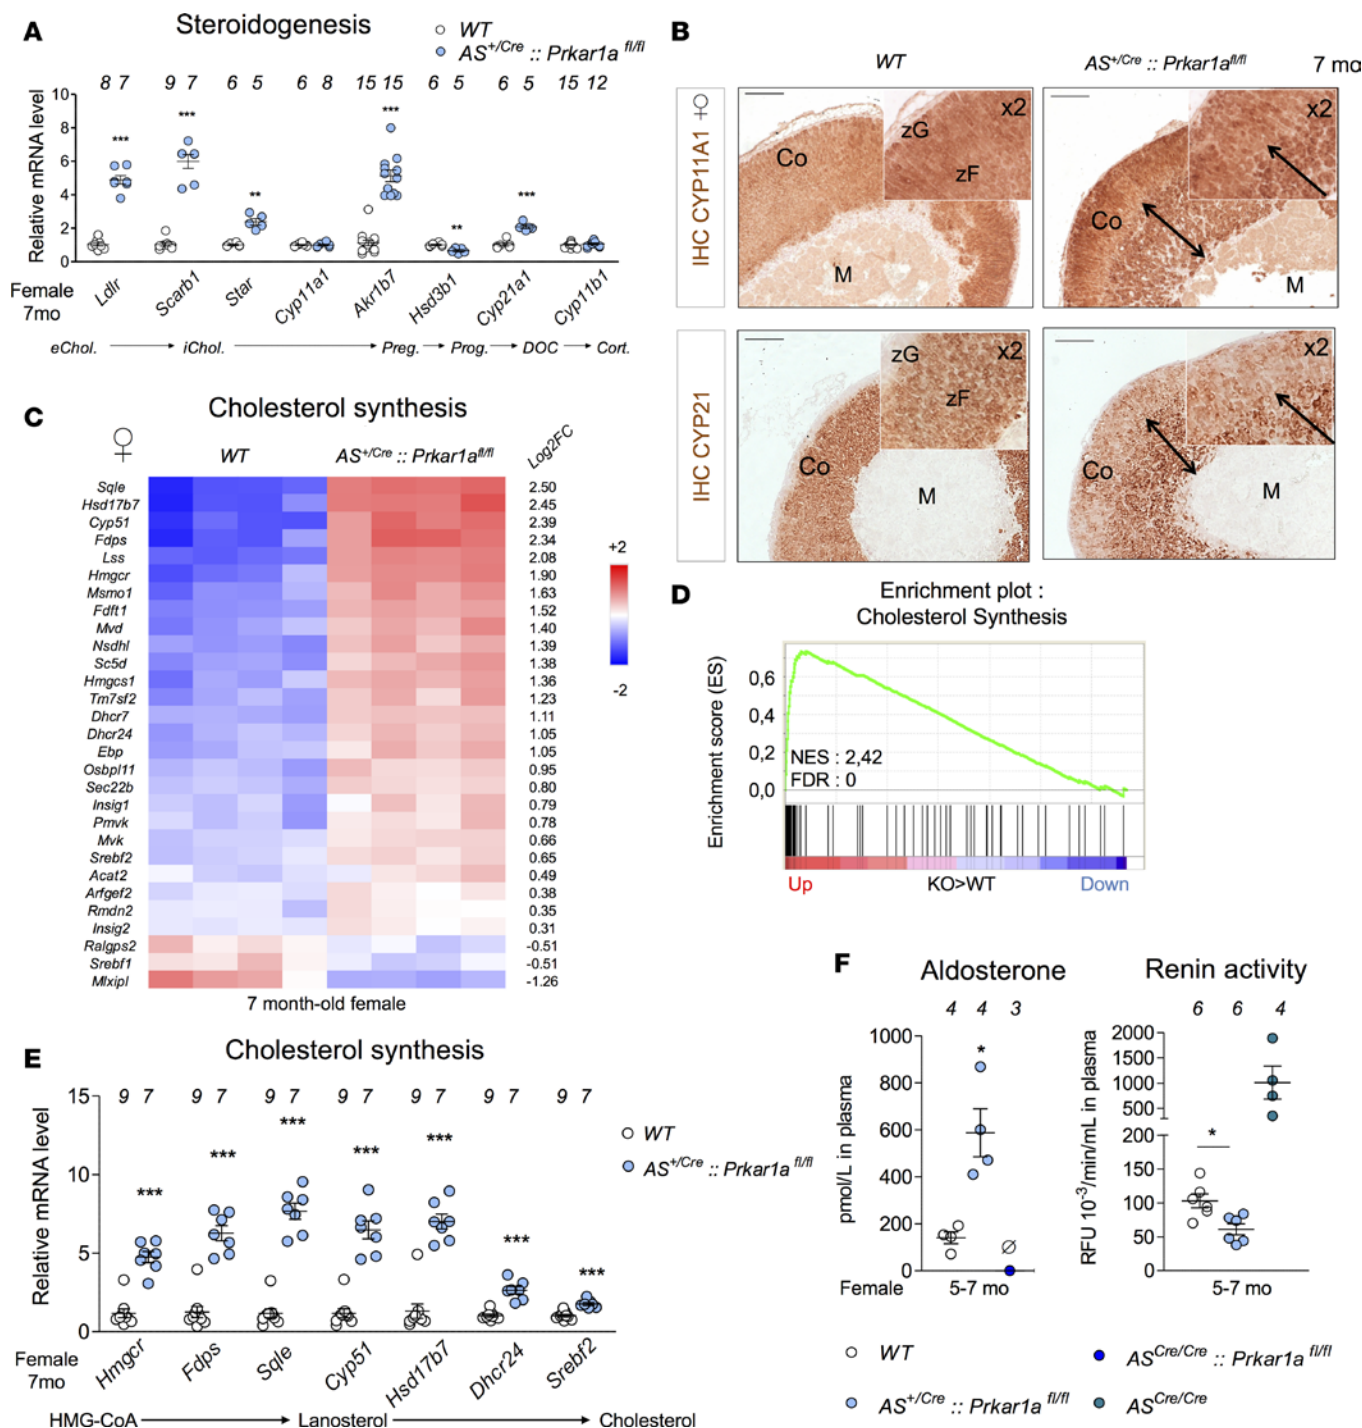 A
Steroidogenesis
WT
AS+/Cre :: Prkar1a fl/fl
8 7 9 7 6 5 6 8 15 15 6 5 6 5 15 12
Relative mRNA level
10
8
6
4
2
0
*** *** ** *** ** ***
Female
7mo
Ldlr Scarb1 Star Cyp11a1 Akr1b7 Hsd3b1 Cyp21a1 Cyp11b1
eChol. iChol. Preg. Prog. DOC Cort.
B
WT AS+/Cre :: Prkar1a fl/fl 7 mo
♀
IHC CYP11A1
Co zG zF x2 M
Co x2 M
IHC CYP21
Co zG zF x2 M
Co x2 M
C
Cholesterol synthesis
♀
WT AS+/Cre :: Prkar1a fl/fl Log2FC
Sqle 2.50
Hsd17b7 2.45
Cyp51 2.39
Fdps 2.34
Lss 2.08
Hmgcr 1.90
Msmo1 1.63
Fdft1 1.52
Mvd 1.40
Nsdhl 1.39
Sc5d 1.38
Hmgcs1 1.36
Tm7sf2 1.23
Dhcr7 1.11
Dhcr24 1.05
Ebp 1.05
Osbpl11 0.95
Sec22b 0.80
Insig1 0.79
Pmvk 0.78
Mvk 0.66
Srebf2 0.65
Acat2 0.49
Arfgef2 0.38
Rmdn2 0.35
Insig2 0.31
Ralgps2 -0.51
Srebf1 -0.51
Mlxipl -1.26
+2
-2
7 month-old female
D
Enrichment plot :
Cholesterol Synthesis
Enrichment score (ES)
0,6
0,4
0,2
0,0
NES : 2,42
FDR : 0
Up KO>WT Down
E
Cholesterol synthesis
9 7 9 7 9 7 9 7 9 7 9 7 9 7
WT
AS+/Cre :: Prkar1a fl/fl
Relative mRNA level
15
10
5
0
*** *** *** *** *** *** ***
Female
7mo
Hmgcr Fdps Sqle Cyp51 Hsd17b7 Dhcr24 Srebf2
HMG-CoA Lanosterol Cholesterol
F
Aldosterone
4 4 3
pmol/L in plasma
1000
800
600
400
200
0
*
Female 5-7 mo
Renin activity
6 6 4
RFU 10-3/min/mL in plasma
2000
1500
1000
500
200
150
100
50
0
*
5-7 mo
WT
AS+/Cre :: Prkar1a fl/fl
ASCre/Cre :: Prkar1a fl/fl
ASCre/Cre